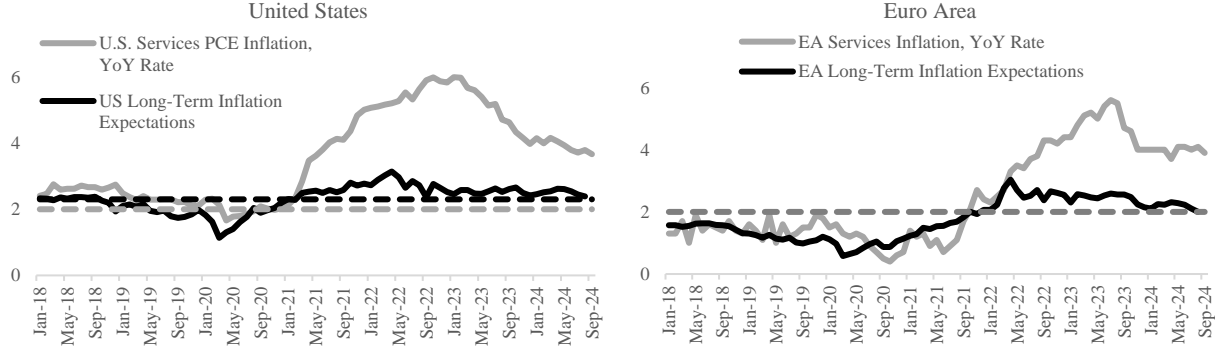 United States
U.S. Services PCE Inflation,
YoY Rate
US Long-Term Inflation
Expectations
6
4
2
0
Jan-18
May-18
Sep-18
Jan-19
May-19
Sep-19
Jan-20
May-20
Sep-20
Jan-21
May-21
Sep-21
Jan-22
May-22
Sep-22
Jan-23
May-23
Sep-23
Jan-24
May-24
Sep-24
Euro Area
EA Services Inflation, YoY Rate
EA Long-Term Inflation Expectations
6
4
2
0
Jan-18
May-18
Sep-18
Jan-19
May-19
Sep-19
Jan-20
May-20
Sep-20
Jan-21
May-21
Sep-21
Jan-22
May-22
Sep-22
Jan-23
May-23
Sep-23
Jan-24
May-24
Sep-24